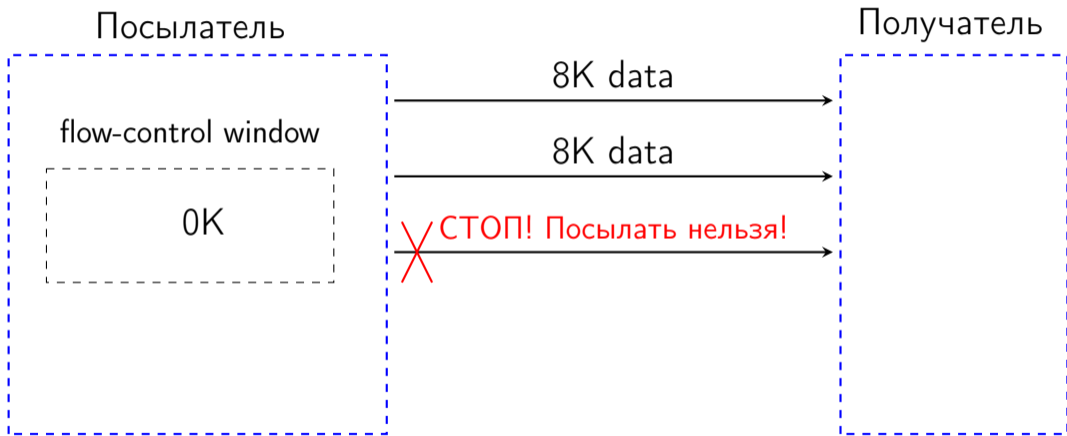 Посылатель
Получатель
8K data
flow-control window
8K data
0K
СТОП! Посылать нельзя!